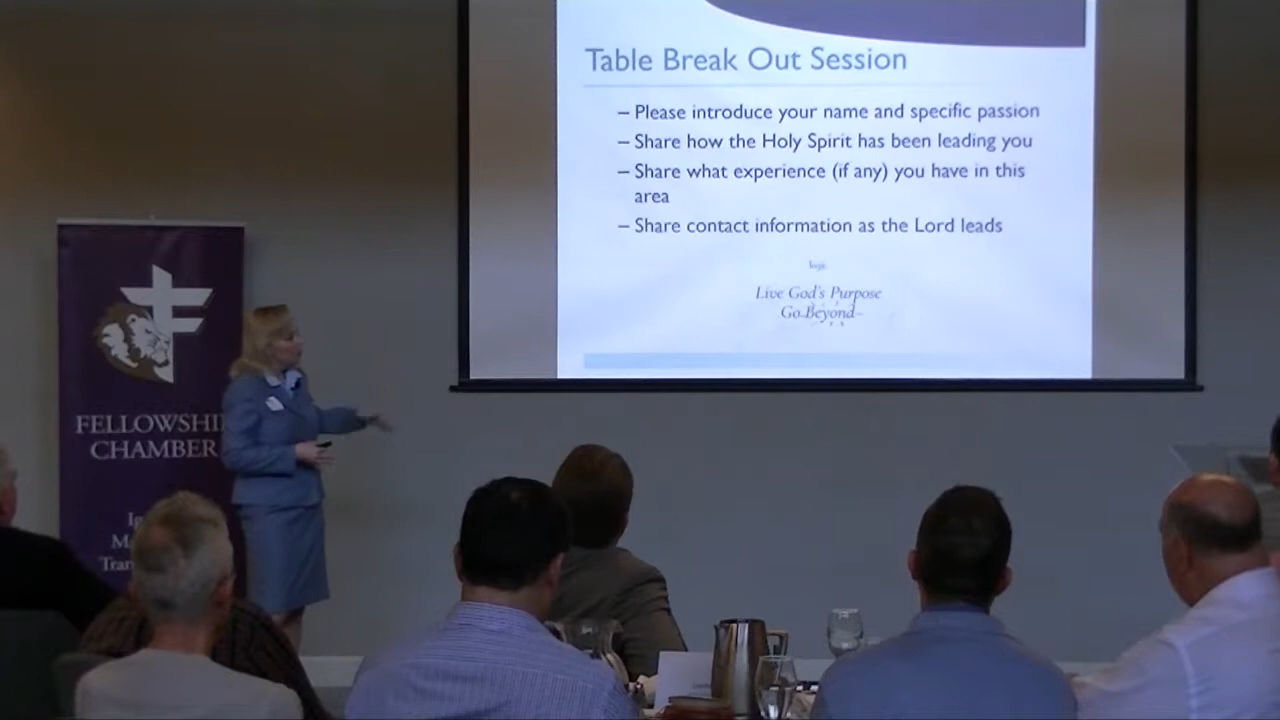 Table Break Out Session
– Please introduce your name and specific passion
– Share how the Holy Spirit has been leading you
– Share what experience (if any) you have in this
area
– Share contact information as the Lord leads
Live God's Purpose
Go Beyond
FELLOWSHI
CHAMBER